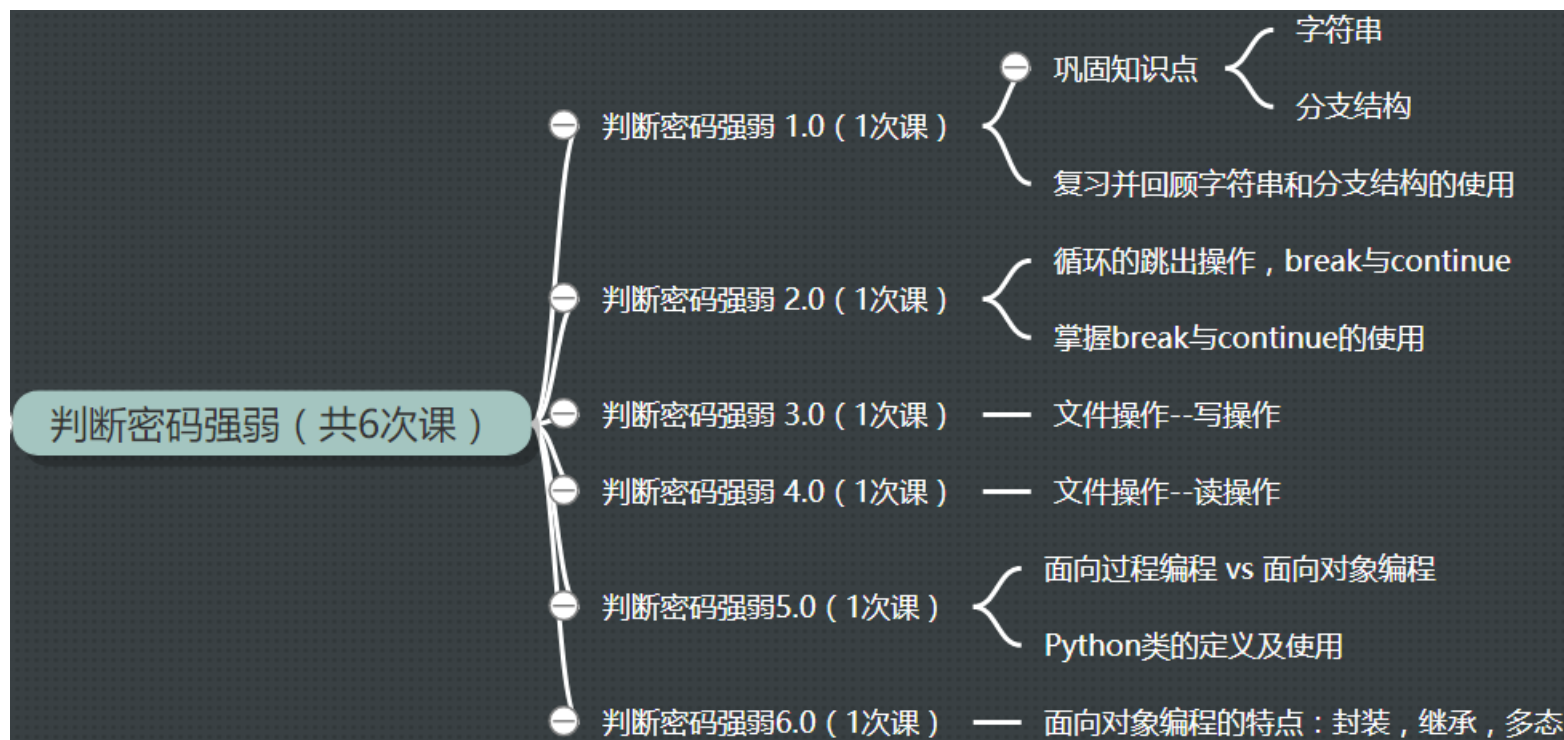 字符串
巩固知识点
分支结构
判断密码强弱 1.0（1次课）
复习并回顾字符串和分支结构的使用
循环的跳出操作，break与continue
判断密码强弱 2.0（1次课）
掌握break与continue的使用
判断密码强弱（共6次课）
判断密码强弱 3.0（1次课）
文件操作--写操作
判断密码强弱 4.0（1次课）
文件操作--读操作
面向过程编程 vs 面向对象编程
判断密码强弱5.0（1次课）
Python类的定义及使用
判断密码强弱6.0（1次课）
面向对象编程的特点：封装，继承，多态